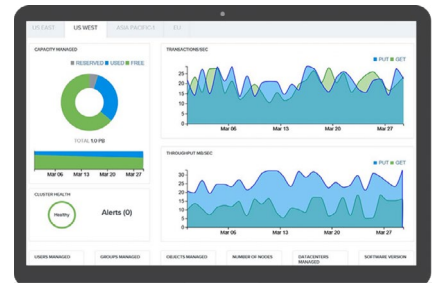 US EAST
US WEST
ASIA PACIFIC-1
EU
CAPACITY MANAGED
RESERVED USED FREE
TOTAL 1.0 PB
Mar 06 Mar 13 Mar 20 Mar 27
CLUSTER HEALTH
Healthy
Alerts (0)
TRANSACTIONS/SEC
PUT GET
25
20
15
10
5
0
Mar 06 Mar 13 Mar 20 Mar 27
THROUGHPUT MB/SEC
PUT GET
30
25
20
15
10
5
0
Mar 06 Mar 13 Mar 20 Mar 27
USERS MANAGED
GROUPS MANAGED
OBJECTS MANAGED
NUMBER OF NODES
DATACENTERS
MANAGED
SOFTWARE VERSION